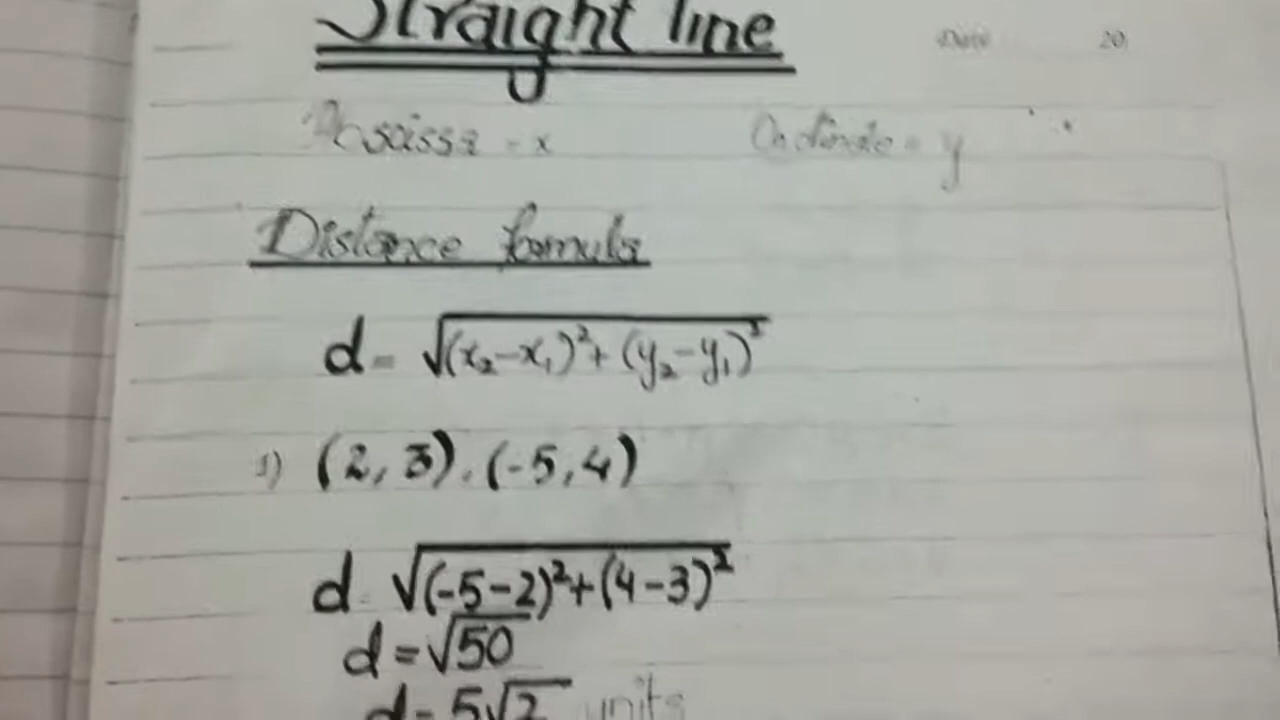 Straight line
Date 20
Abscissa = x Ordinate = y
Distance formula
d = √(x₂-x₁)²+(y₂-y₁)²
1) (2, 3), (-5, 4)
d = √(-5-2)²+(4-3)²
d = √50
d = 5√2 units